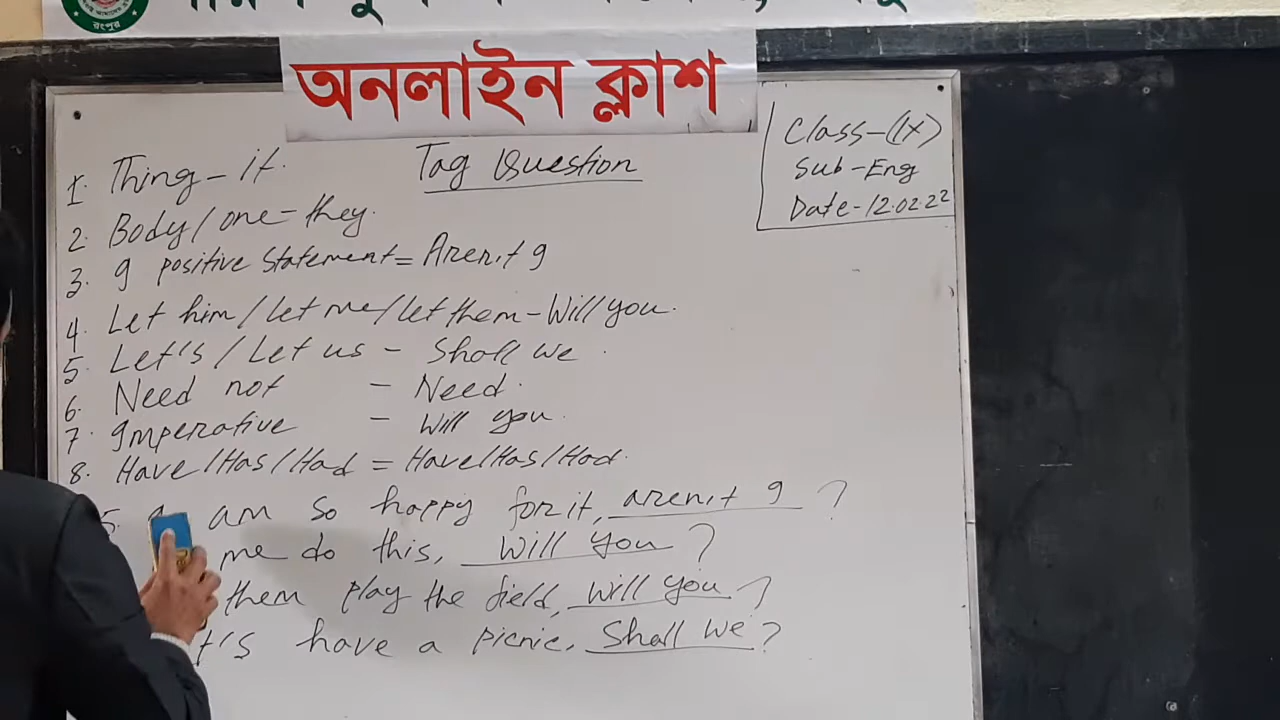 রংপুর
অনলাইন ক্লাশ
Class-(IX)
Sub-Eng
Date-12.02.22
Tag Question
1. Thing - it.
2. Body/one-they.
3. I positive statement = Aren't I
4. Let him/Let me/let them-Will you.
5. Let's/Let us - Shall we.
6. Need not - Need.
7. Imperative - Will you.
8. Have/Has/Had = Have/Has/Had.
5. am so happy for it, aren't I ?
me do this, Will you ?
them play the field, Will you ?
t's have a picnic. Shall we ?